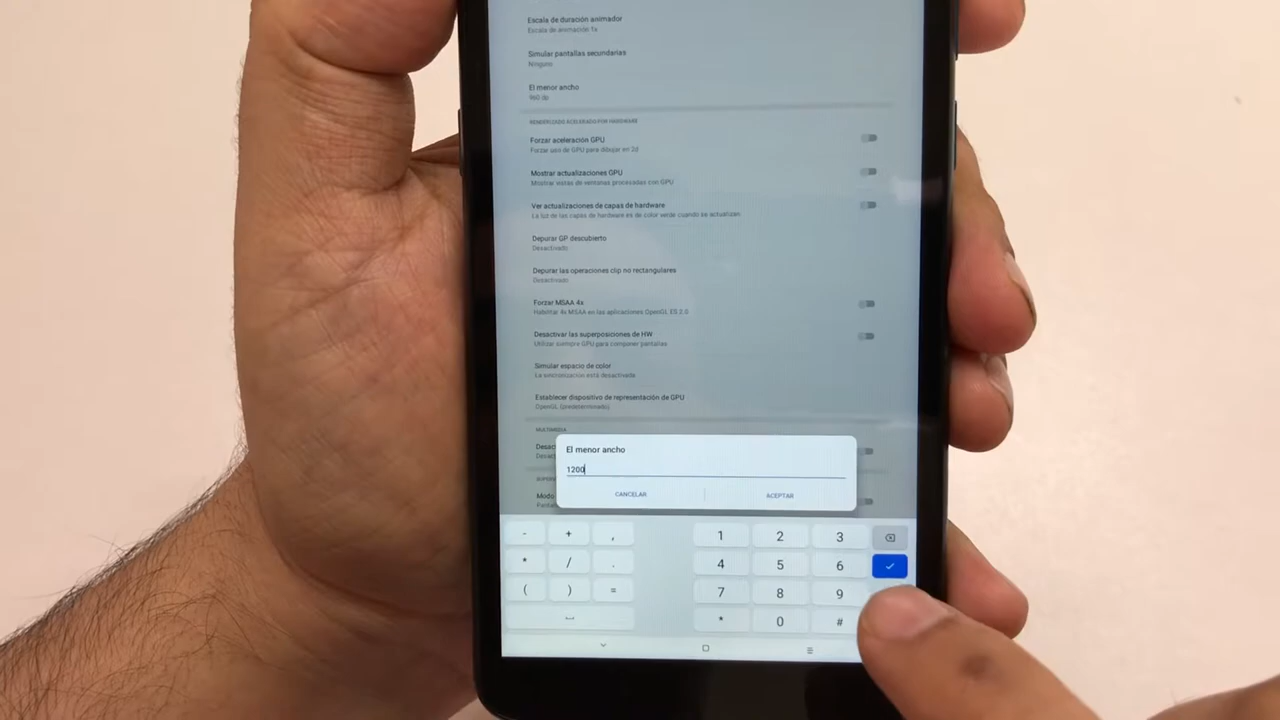 Escala de duración animador
Escala de animación 1x
Simular pantallas secundarias
Ninguno
El menor ancho
960 dp
RENDERIZADO ACELERADO POR HARDWARE
Forzar aceleración GPU
Forzar uso de GPU para dibujar en 2d
Mostrar actualizaciones GPU
Mostrar vistas de ventanas procesadas con GPU
Ver actualizaciones de capas de hardware
La luz de las capas de hardware es de color verde cuando se actualizan
Depurar GP descubierto
Desactivado
Depurar las operaciones clip no rectangulares
Desactivado
Forzar MSAA 4x
Habilitar 4x MSAA en las aplicaciones OpenGL ES 2.0
Desactivar las superposiciones de HW
Utilizar siempre GPU para componer pantallas
Simular espacio de color
La sincronización está desactivada
Establecer dispositivo de representación de GPU
OpenGL (predeterminado)
MULTIMEDIA
Desac
Desac
El menor ancho
1200
CANCELAR ACEPTAR
Modo
Pantal
- + , 1 2 3
* / . 4 5 6
( ) = 7 8 9
* 0 #